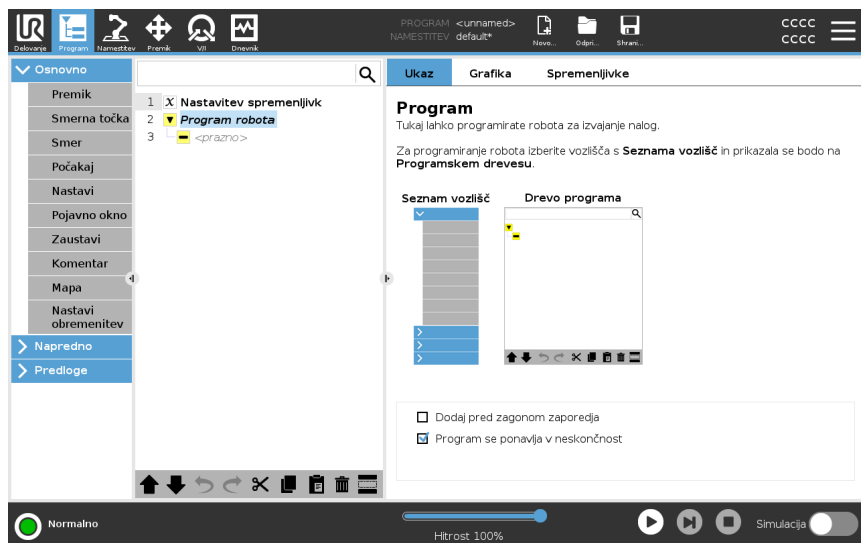 UR
PROGRAM <unnamed>
NAMESTITEV default*
Delovanje Program Namestitev Premik V/I Dnevnik
Novo... Odpri... Shrani...
CCCC
CCCC
Osnovno
Premik
Smerna točka
Smer
Počakaj
Nastavi
Pojavno okno
Zaustavi
Komentar
Mapa
Nastavi
obremenitev
Napredno
Predloge
1 X Nastavitev spremenljivk
2 Program robota
3 <prazno>
Ukaz Grafika Spremenljivke
Program
Tukaj lahko programirate robota za izvajanje nalog.
Za programiranje robota izberite vozlišča s Seznama vozlišč in prikazala se bodo na
Programskem drevesu.
Seznam vozlišč Drevo programa
Dodaj pred zagonom zaporedja
Program se ponavlja v neskončnost
Normalno
Hitrost 100%
Simulacija